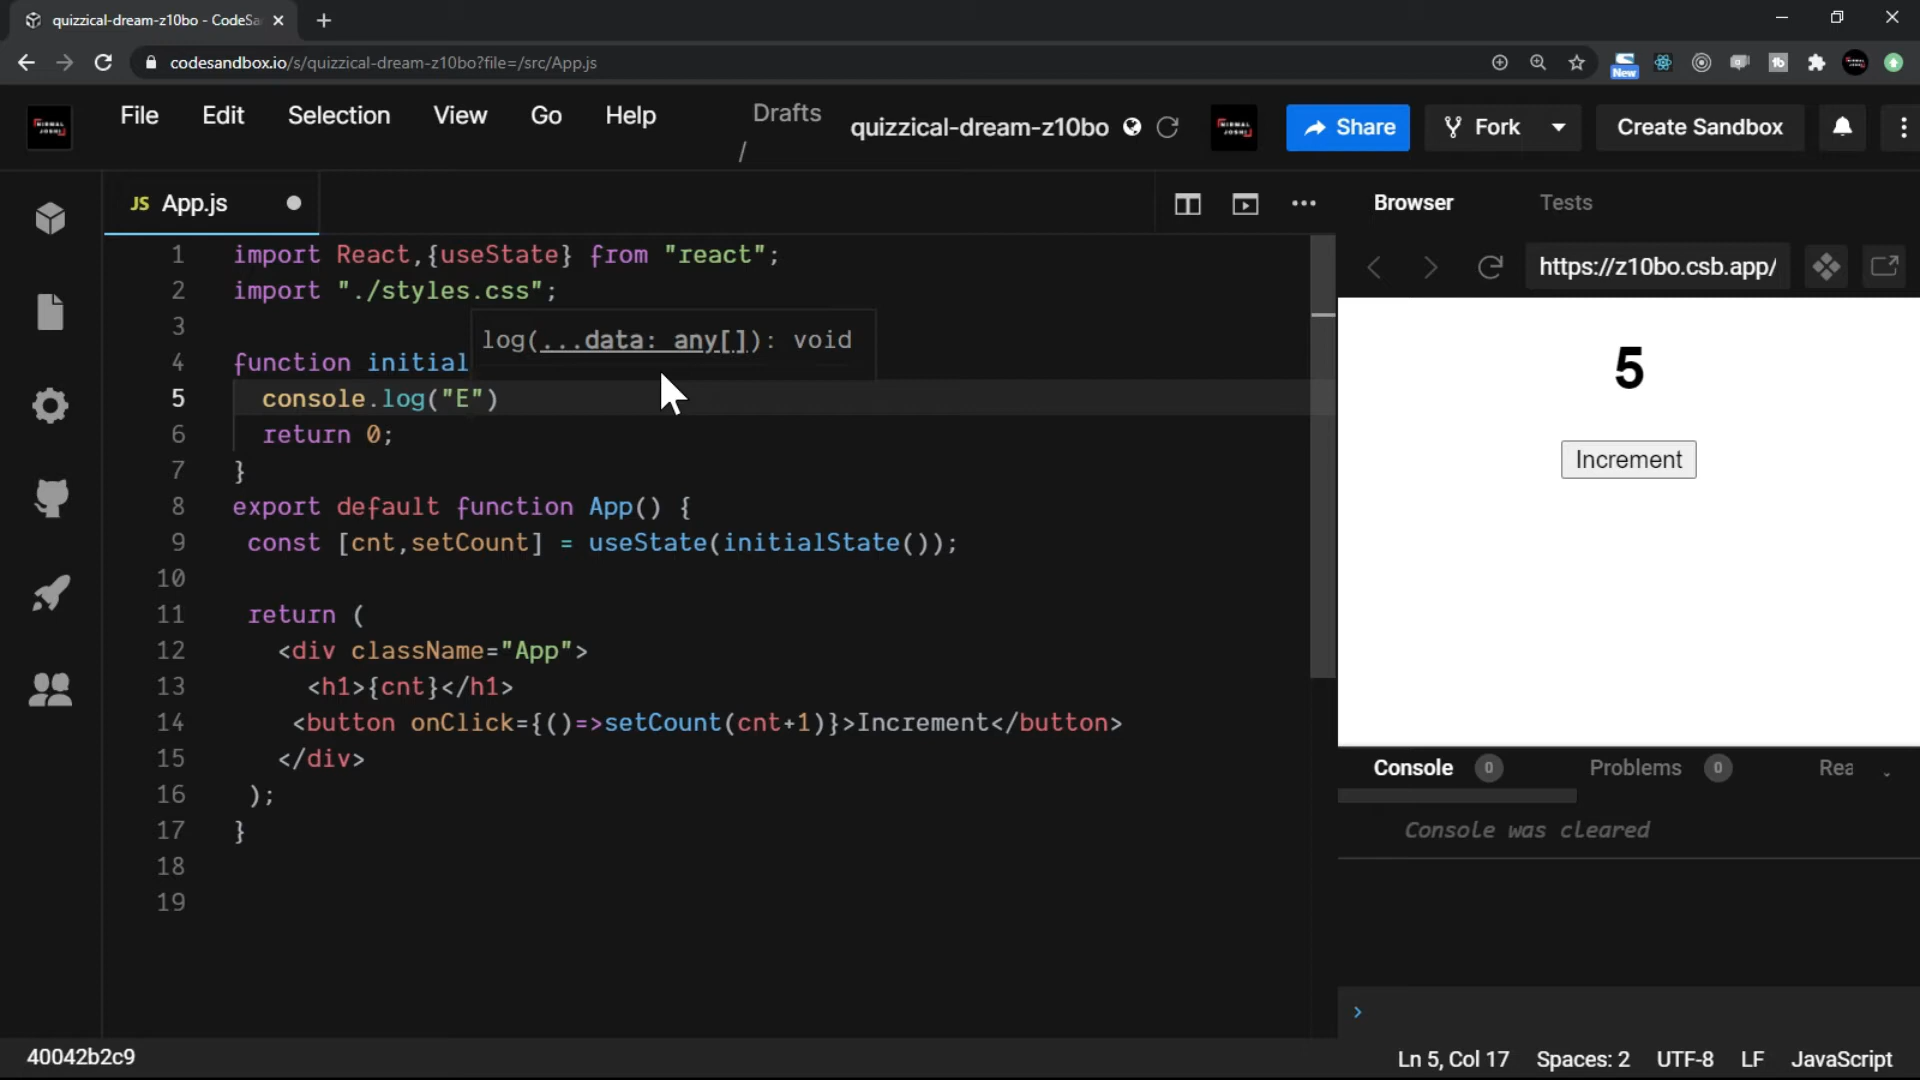 quizzical-dream-z10bo - CodeSa
codesandbox.io/s/quizzical-dream-z10bo?file=/src/App.js
New
File Edit Selection View Go Help
Drafts
/
quizzical-dream-z10bo
NIRMAL
JOSHI
Share
Fork
Create Sandbox
JS App.js
Browser
Tests
https://z10bo.csb.app/
1 import React,{useState} from "react";
2 import "./styles.css";
3
log(...data: any[]): void
4 function initial
5 console.log("E")
6 return 0;
7 }
8 export default function App() {
9 const [cnt,setCount] = useState(initialState());
10
11 return (
12 <div className="App">
13 <h1>{cnt}</h1>
14 <button onClick={()=>setCount(cnt+1)}>Increment</button>
15 </div>
16 );
17 }
18
19
5
Increment
Console 0 Problems 0 Rea
Console was cleared
40042b2c9
Ln 5, Col 17 Spaces: 2 UTF-8 LF JavaScript